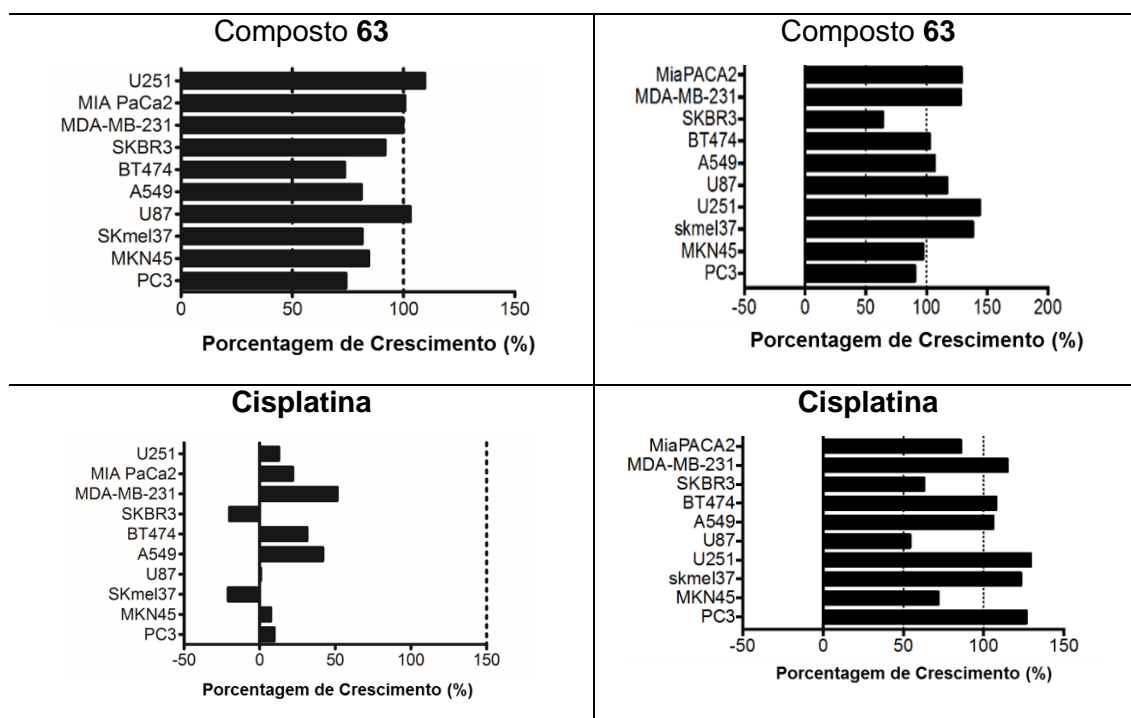 Composto 63
U251
MIA PaCa2
MDA-MB-231
SKBR3
BT474
A549
U87
SKmel37
MKN45
PC3
0 50 100 150
Porcentagem de Crescimento (%)
Composto 63
MiaPACA2
MDA-MB-231
SKBR3
BT474
A549
U87
U251
skmel37
MKN45
PC3
-50 0 50 100 150 200
Porcentagem de Crescimento (%)
Cisplatina
U251
MIA PaCa2
MDA-MB-231
SKBR3
BT474
A549
U87
SKmel37
MKN45
PC3
-50 0 50 100 150
Porcentagem de Crescimento (%)
Cisplatina
MiaPACA2
MDA-MB-231
SKBR3
BT474
A549
U87
U251
skmel37
MKN45
PC3
-50 0 50 100 150
Porcentagem de Crescimento (%)